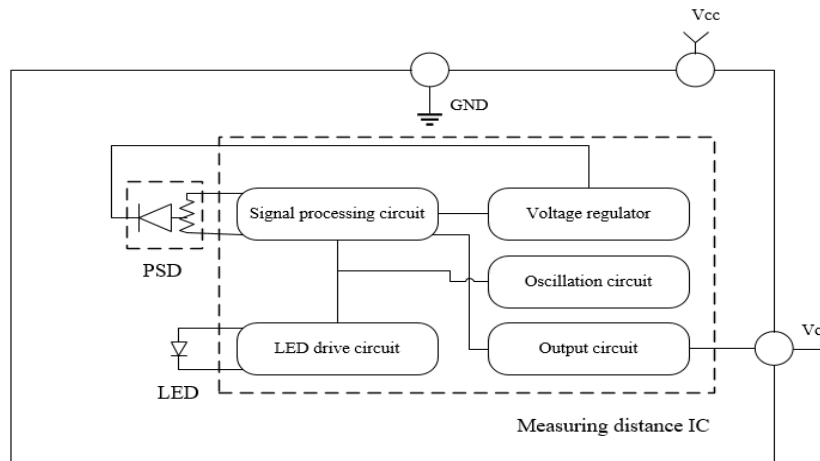 Vcc
GND
Signal processing circuit
Voltage regulator
PSD
Oscillation circuit
LED drive circuit
Output circuit
LED
Measuring distance IC